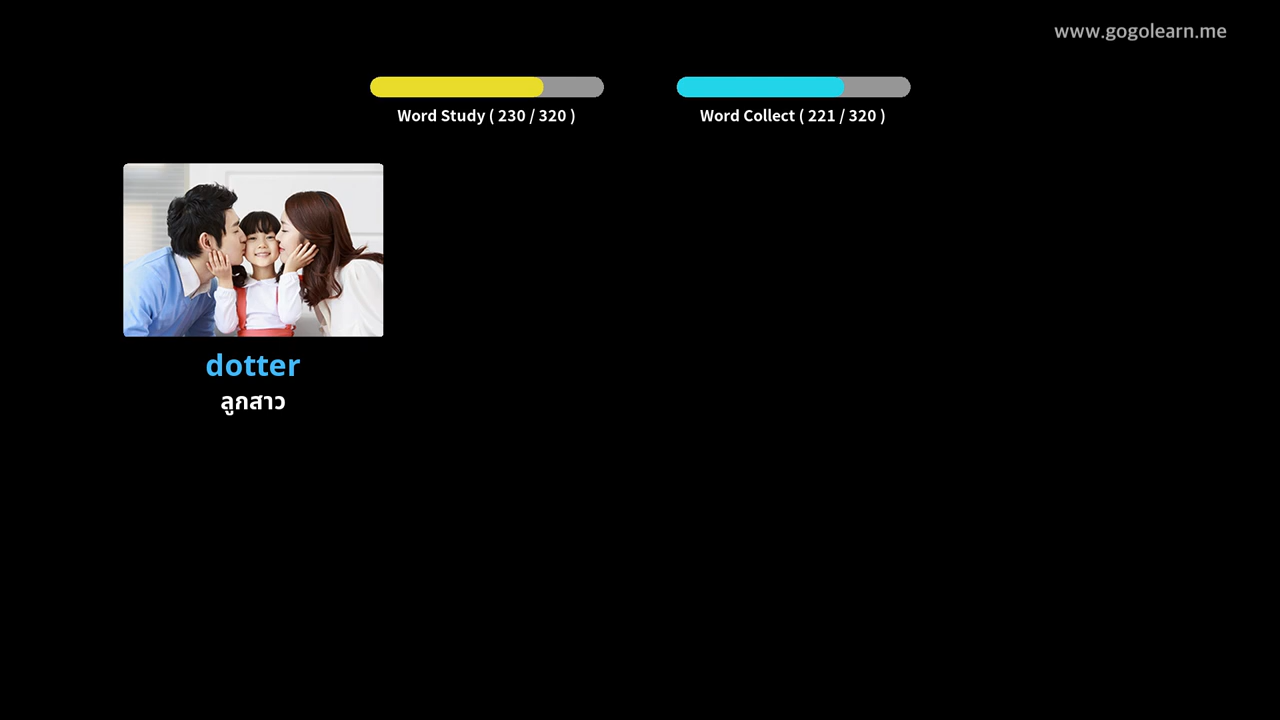 www.gogolearn.me
Word Study ( 230 / 320 )
Word Collect ( 221 / 320 )
dotter
ลูกสาว